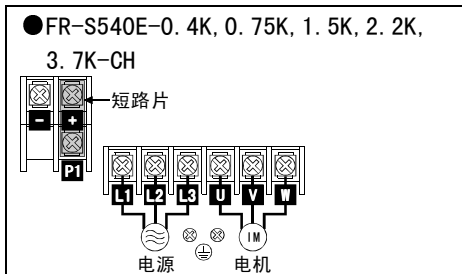 ●FR-S540E-0.4K, 0.75K, 1.5K, 2.2K,
3.7K-CH
短路片
- +
P1
L1 L2 L3 U V W
IM
电源 电机